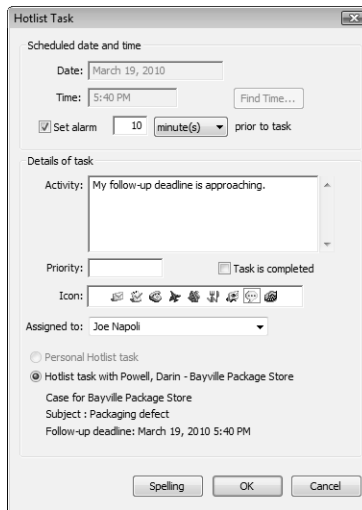 Hotlist Task
Scheduled date and time
Date: March 19, 2010
Time: 5:40 PM Find Time...
Set alarm 10 minute(s) prior to task
Details of task
Activity: My follow-up deadline is approaching.
Priority: Task is completed
Icon:
Assigned to: Joe Napoli
Personal Hotlist task
Hotlist task with Powell, Darin - Bayville Package Store
Case for Bayville Package Store
Subject : Packaging defect
Follow-up deadline: March 19, 2010 5:40 PM
Spelling OK Cancel